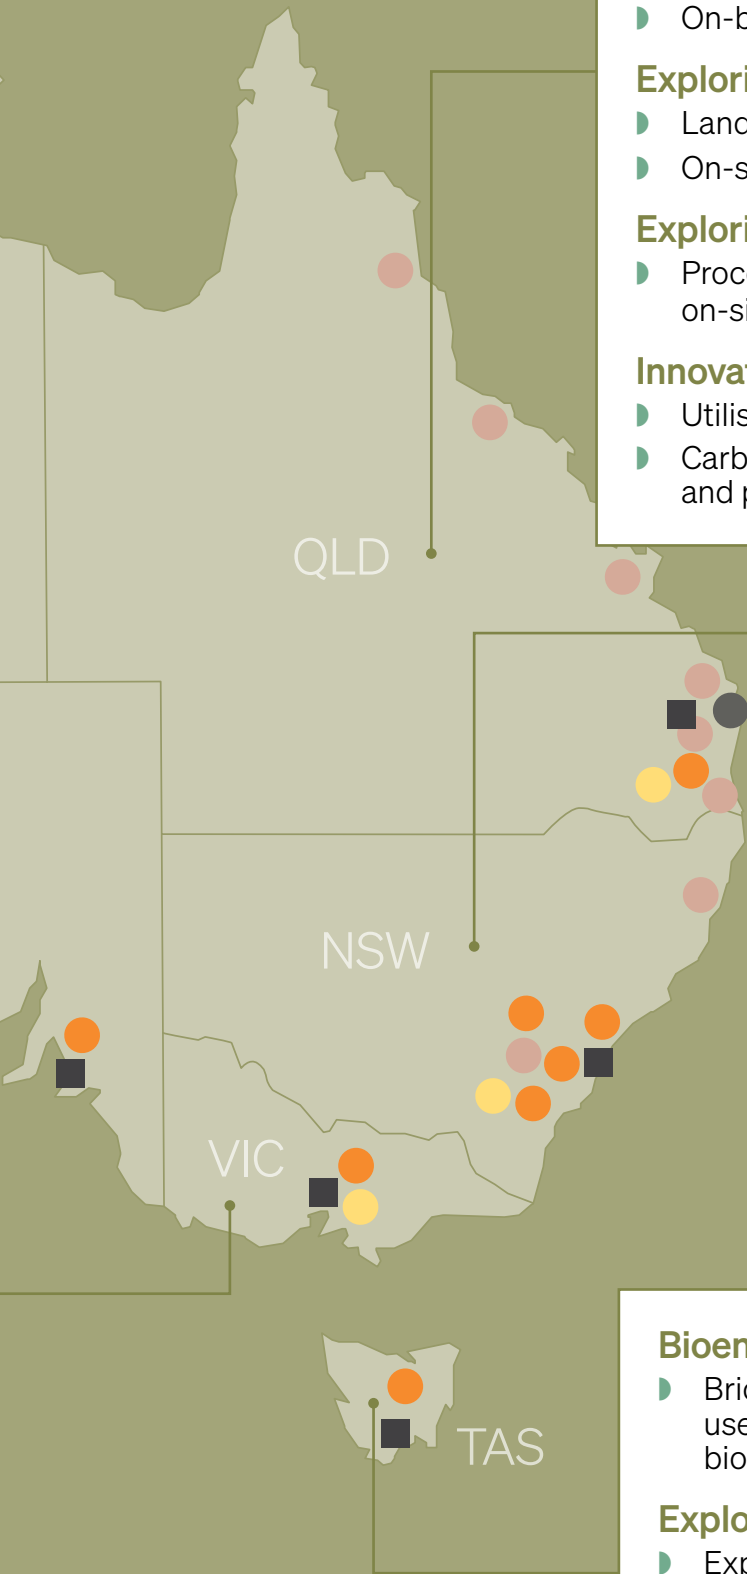 On-b
Explori
Land
On-s
Explori
Proc
on-si
Innovat
Utilis
Carb
and p
QLD
NSW
VIC
TAS
Bioen
Bri
use
bio
Explo
Exp